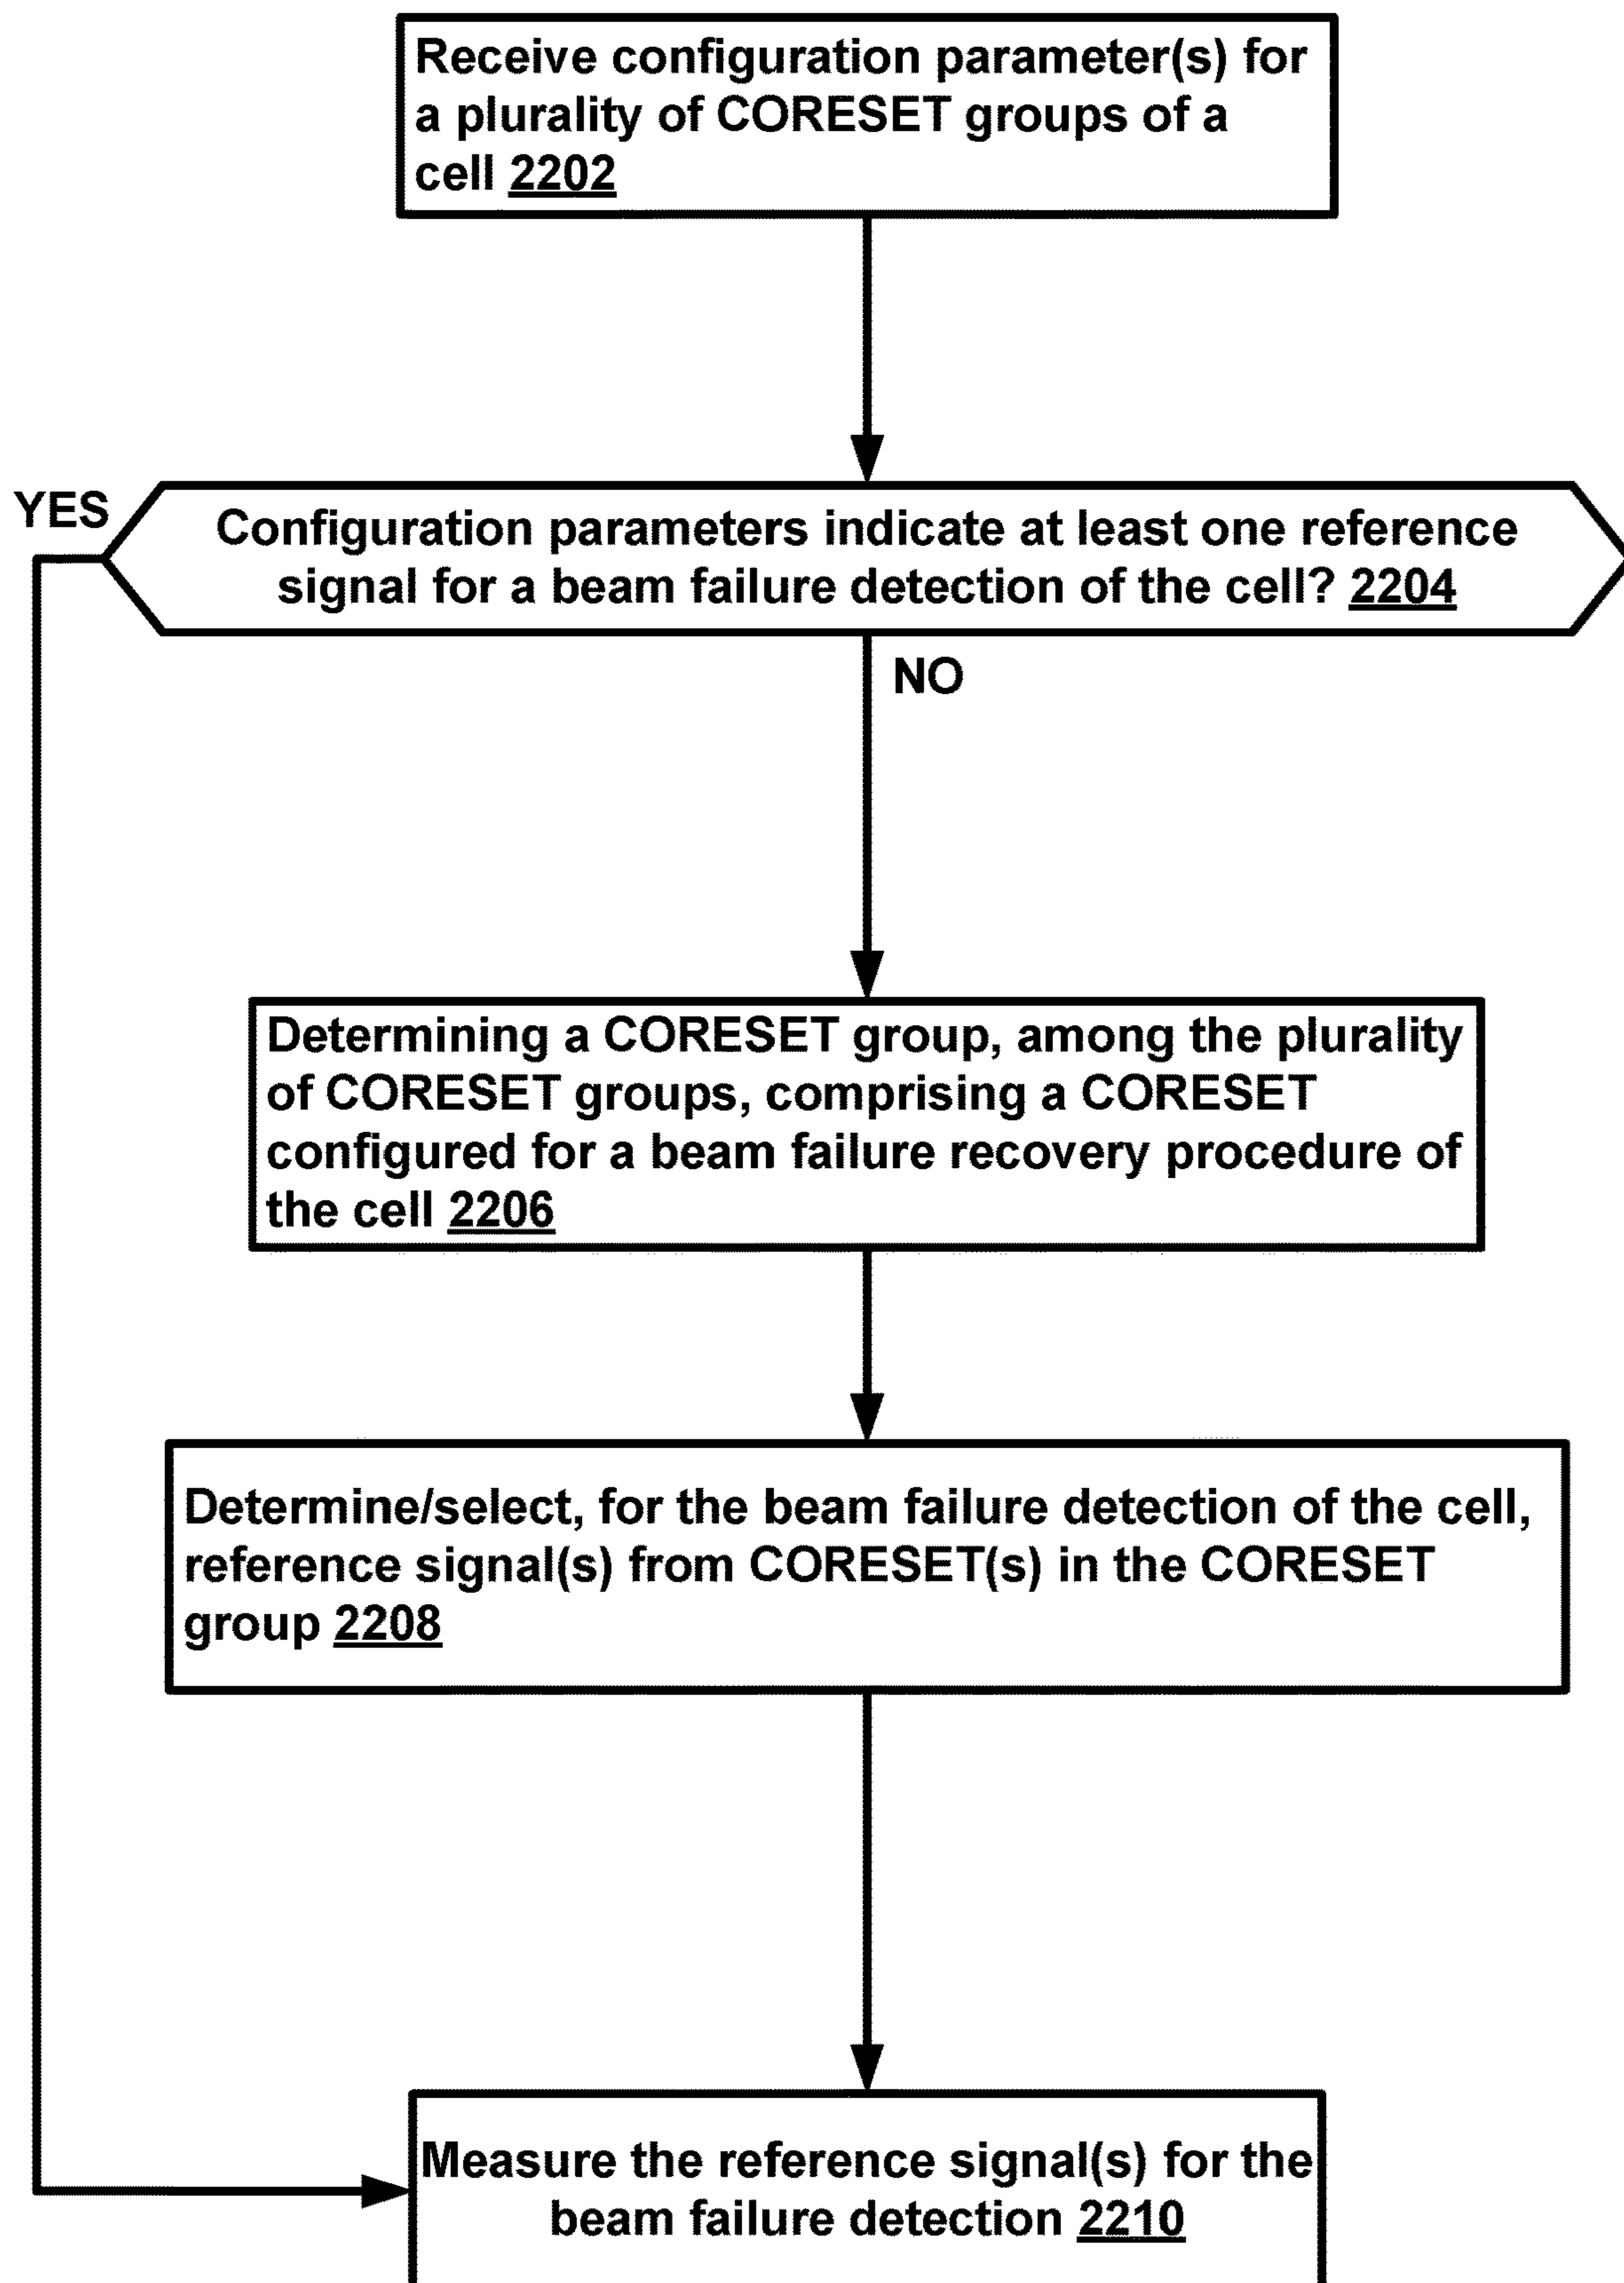 Receive configuration parameter(s) for
a plurality of CORESET groups of a
cell 2202
YES
Configuration parameters indicate at least one reference
signal for a beam failure detection of the cell? 2204
NO
Determining a CORESET group, among the plurality
of CORESET groups, comprising a CORESET
configured for a beam failure recovery procedure of
the cell 2206
Determine/select, for the beam failure detection of the cell,
reference signal(s) from CORESET(s) in the CORESET
group 2208
Measure the reference signal(s) for the
beam failure detection 2210